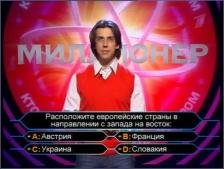 МИЛЛИОНЕР
Расположите европейские страны в
направлении с запада на восток:
A: Австрия
B: Франция
C: Украина
D: Словакия